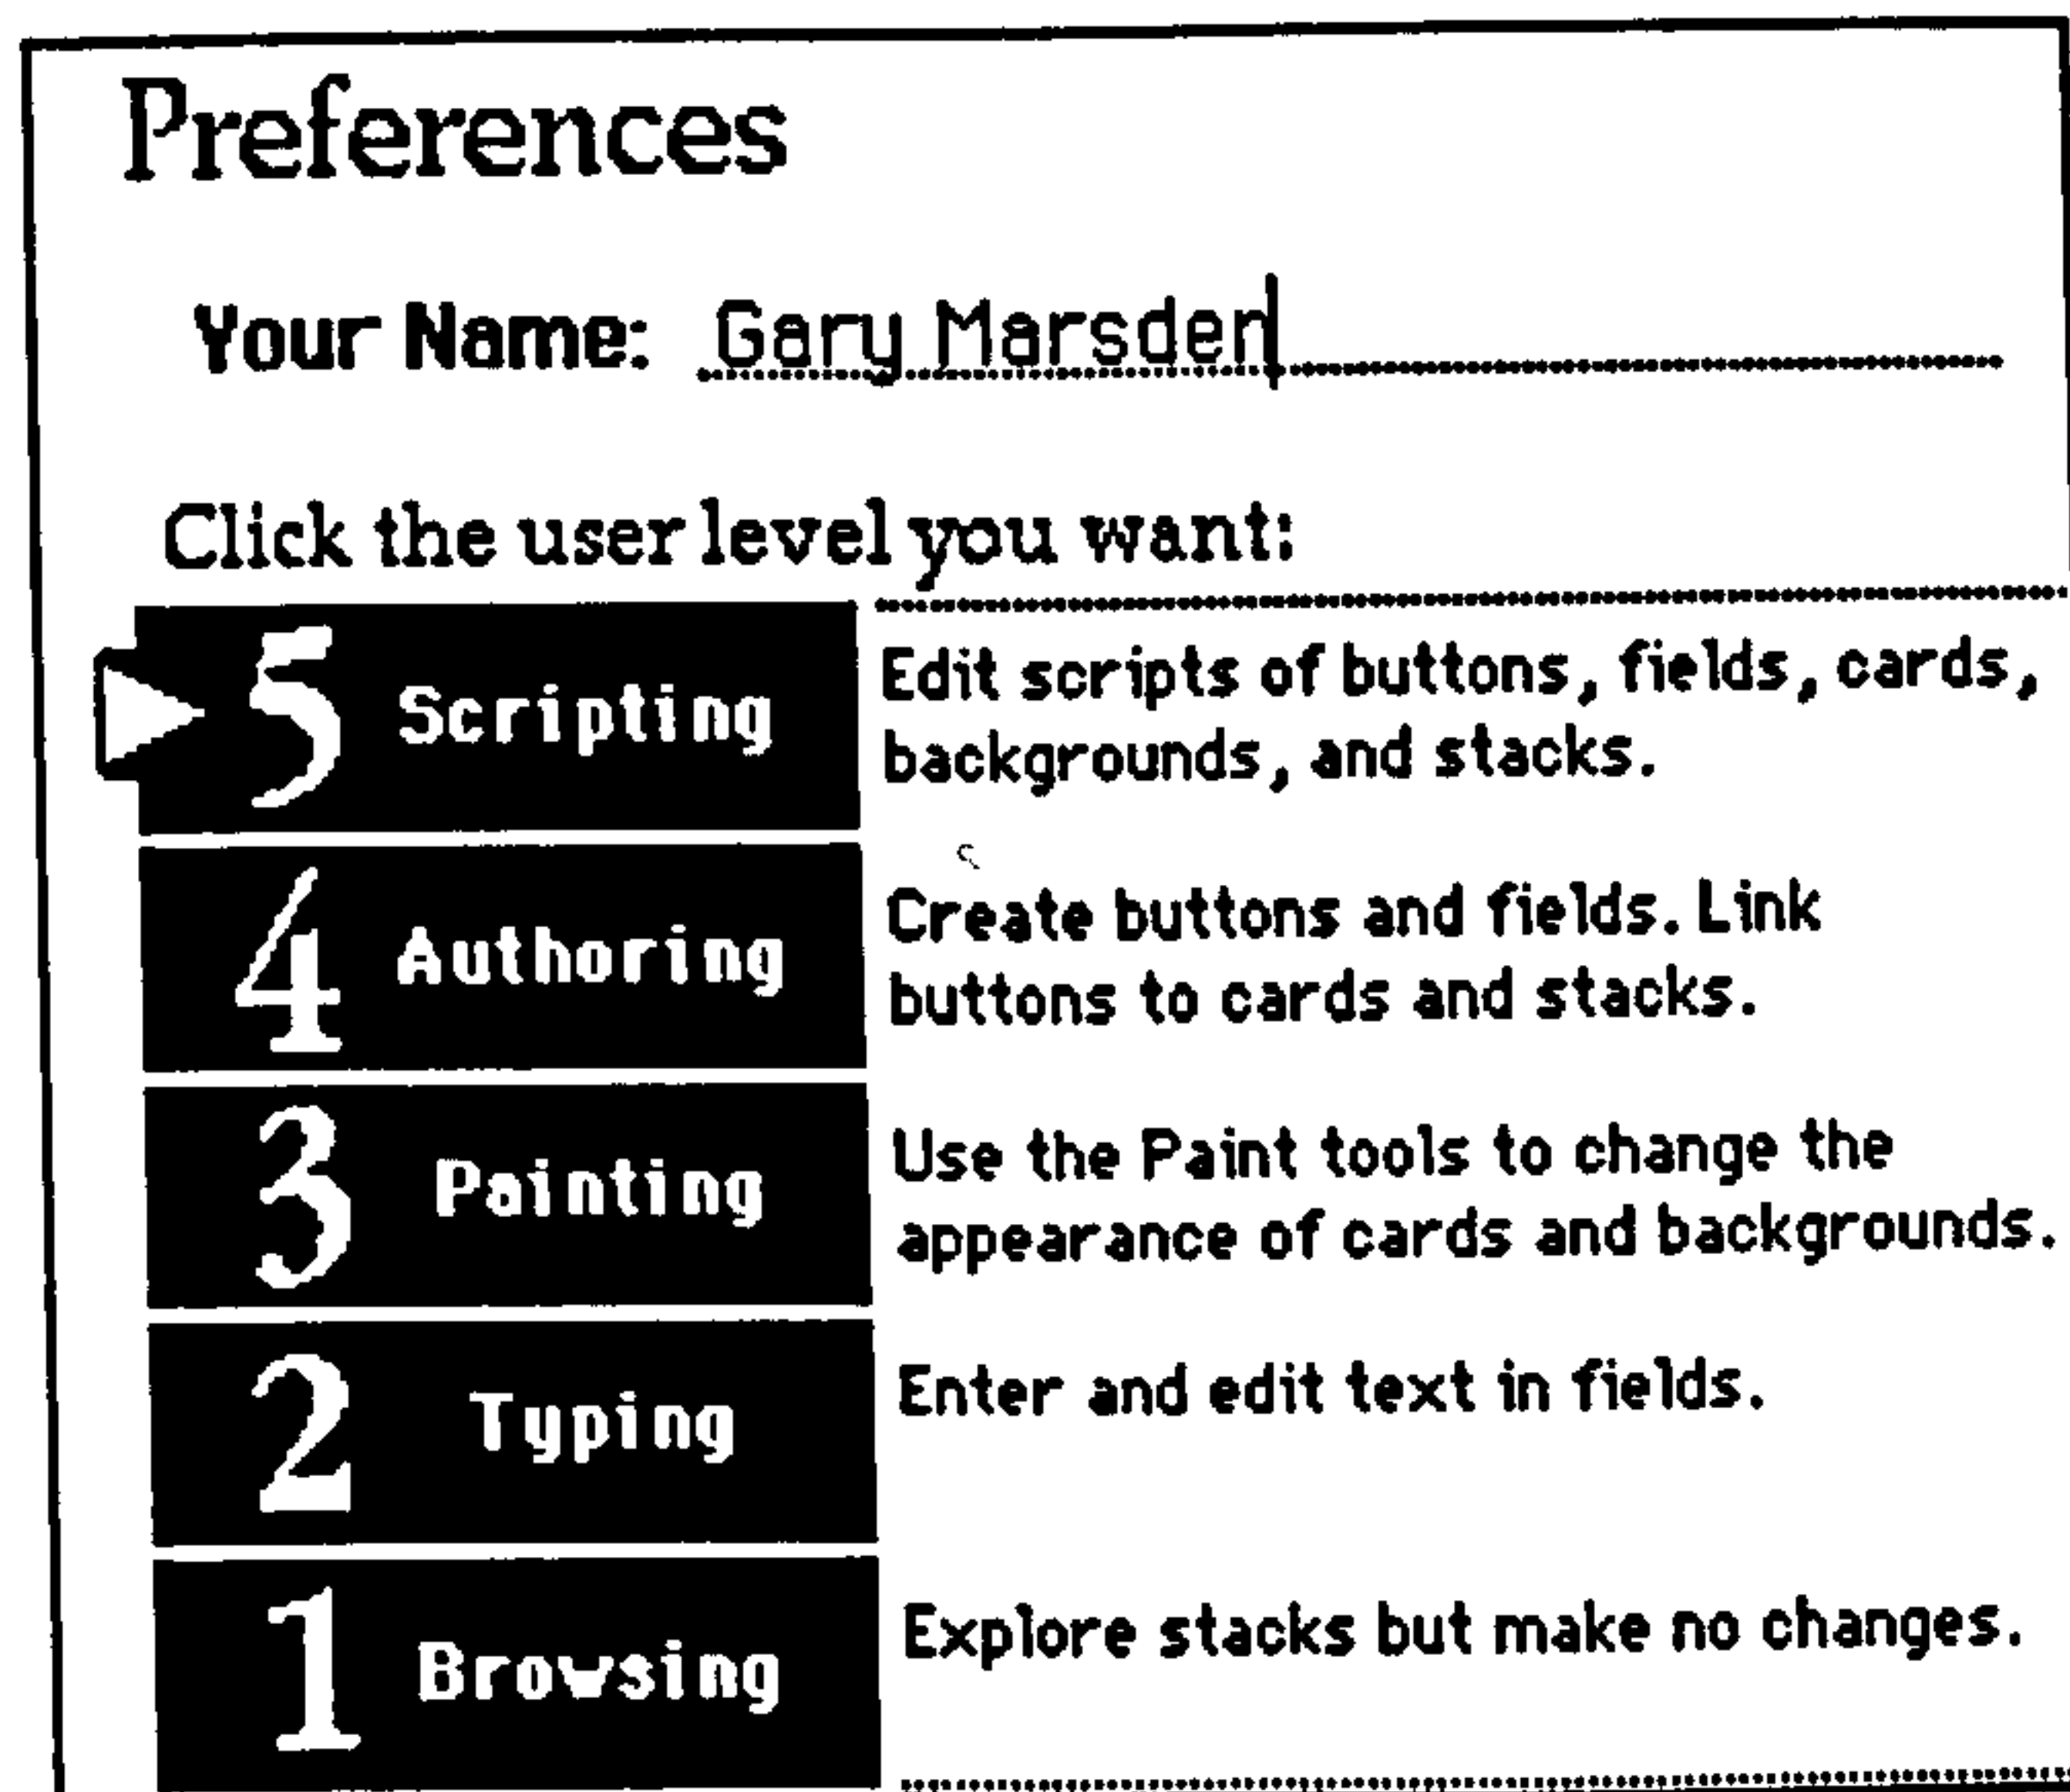 Preferences
Your Name: Gary Marsden
Click the user level you want:
5 Scripting
Edit scripts of buttons, fields, cards,
backgrounds, and stacks.
4 Authoring
Create buttons and fields. Link
buttons to cards and stacks.
3 Painting
Use the Paint tools to change the
appearance of cards and backgrounds.
2 Typing
Enter and edit text in fields.
1 Browsing
Explore stacks but make no changes.